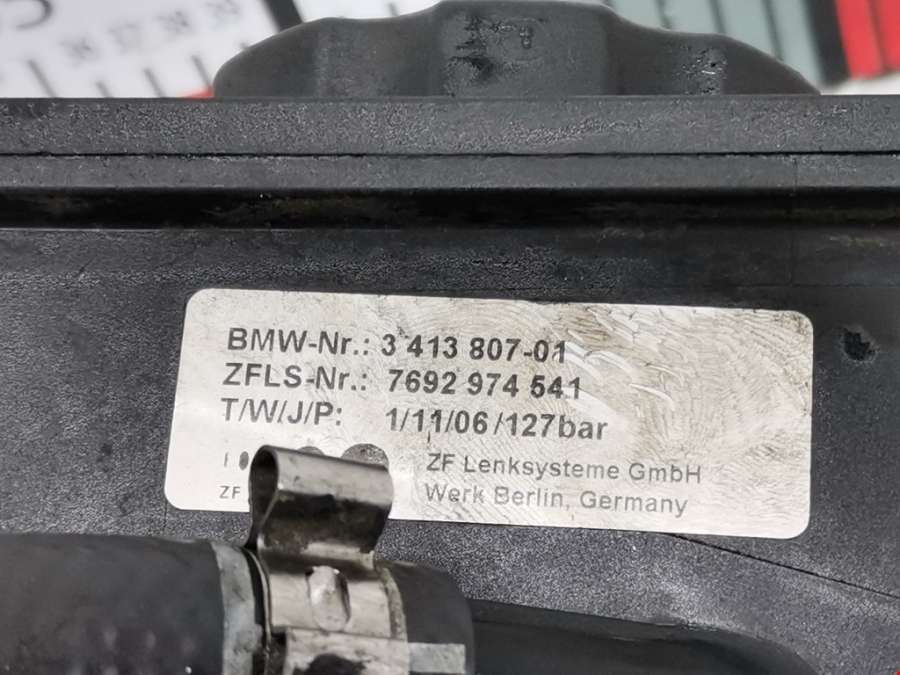 BMW-Nr.: 3 413 807-01
ZFLS-Nr.: 7692 974 541
T/W/J/P: 1/11/06/127bar
ZF Lenksysteme GmbH
ZF Werk Berlin, Germany